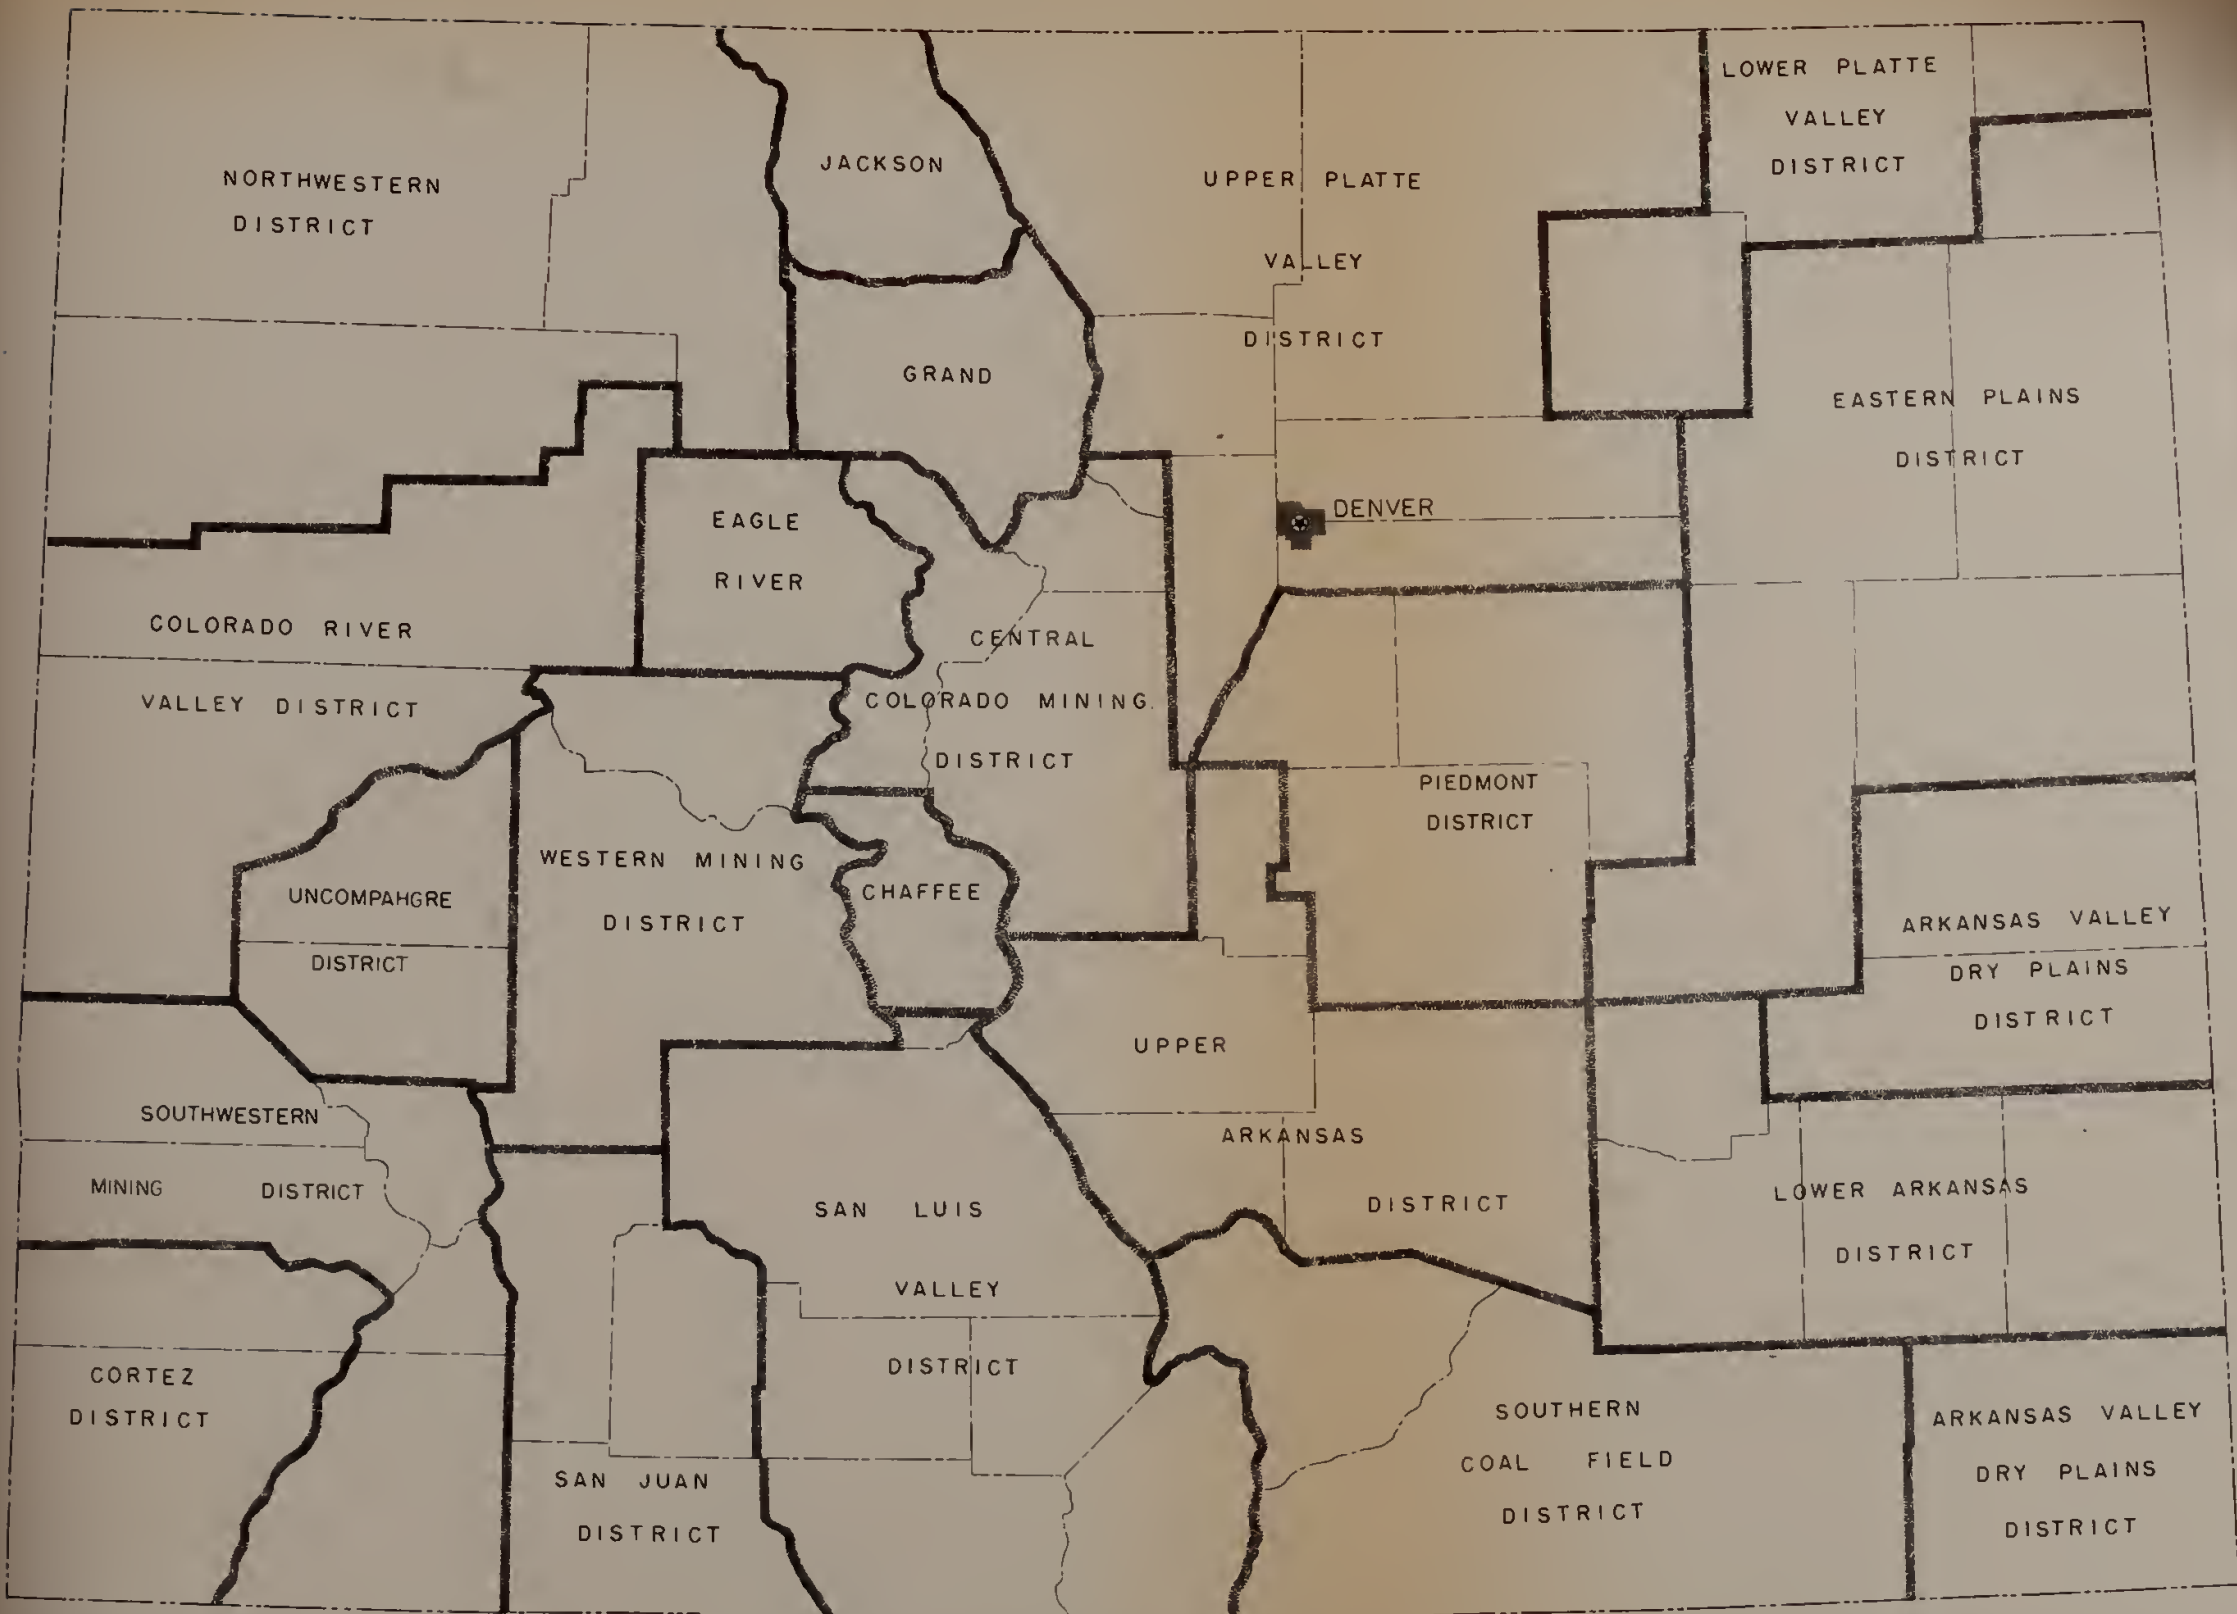 LOWER PLATTE
VALLEY
DISTRICT
NORTHWESTERN
DISTRICT
JACKSON
UPPER PLATTE
VALLEY
DISTRICT
GRAND
EASTERN PLAINS
DISTRICT
DENVER
EAGLE
RIVER
COLORADO RIVER
VALLEY DISTRICT
CENTRAL
COLORADO MINING
DISTRICT
PIEDMONT
DISTRICT
UNCOMPAHGRE
DISTRICT
WESTERN MINING
DISTRICT
CHAFFEE
ARKANSAS VALLEY
DRY PLAINS
DISTRICT
UPPER
ARKANSAS
DISTRICT
SOUTHWESTERN
MINING DISTRICT
SAN LUIS
VALLEY
DISTRICT
LOWER ARKANSAS
DISTRICT
CORTEZ
DISTRICT
SAN JUAN
DISTRICT
SOUTHERN
COAL FIELD
DISTRICT
ARKANSAS VALLEY
DRY PLAINS
DISTRICT